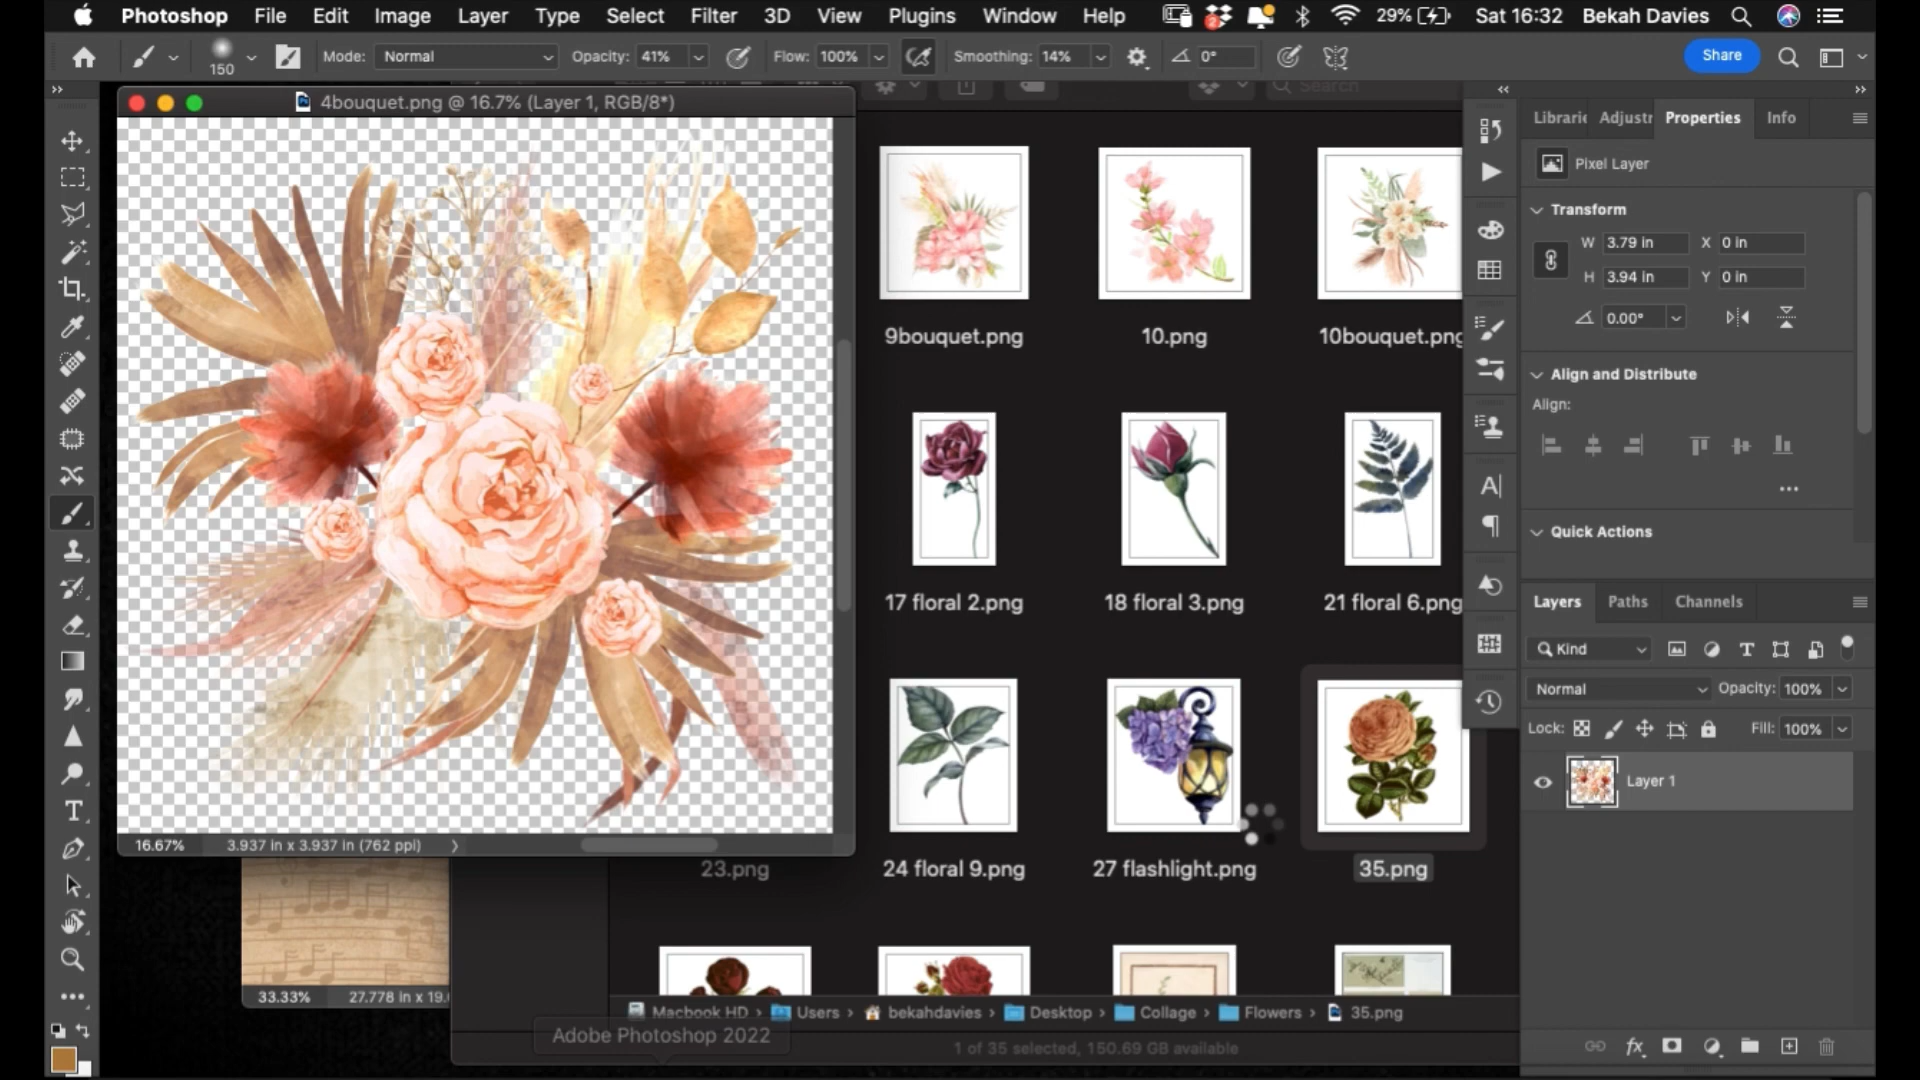 Photoshop File Edit Image Layer Type Select Filter 3D View Plugins Window Help 2 29% Sat 16:32 Bekah Davies
150 Mode: Normal Opacity: 41% Flow: 100% Smoothing: 14% 0° Share
Search
4bouquet.png @ 16.7% (Layer 1, RGB/8*)
Adjustr Properties Info
Pixel Layer
Transform
W 3.79 in X 0 in
H 3.94 in Y 0 in
0.00°
Align and Distribute
Align:
Quick Actions
9bouquet.png 10.png 10bouquet.png
17 floral 2.png 18 floral 3.png 21 floral 6.png
Layers Paths Channels
Kind
Normal Opacity: 100%
Lock: Fill: 100%
Layer 1
16.67% 3.937 in x 3.937 in (762 ppi)
23.png 24 floral 9.png 27 flashlight.png 35.png
33.33% 27.778 in x 19.
Macbook HD › Users › bekahdavies › Desktop › Collage › Flowers › 35.png
Adobe Photoshop 2022
1 of 35 selected, 150.69 GB available